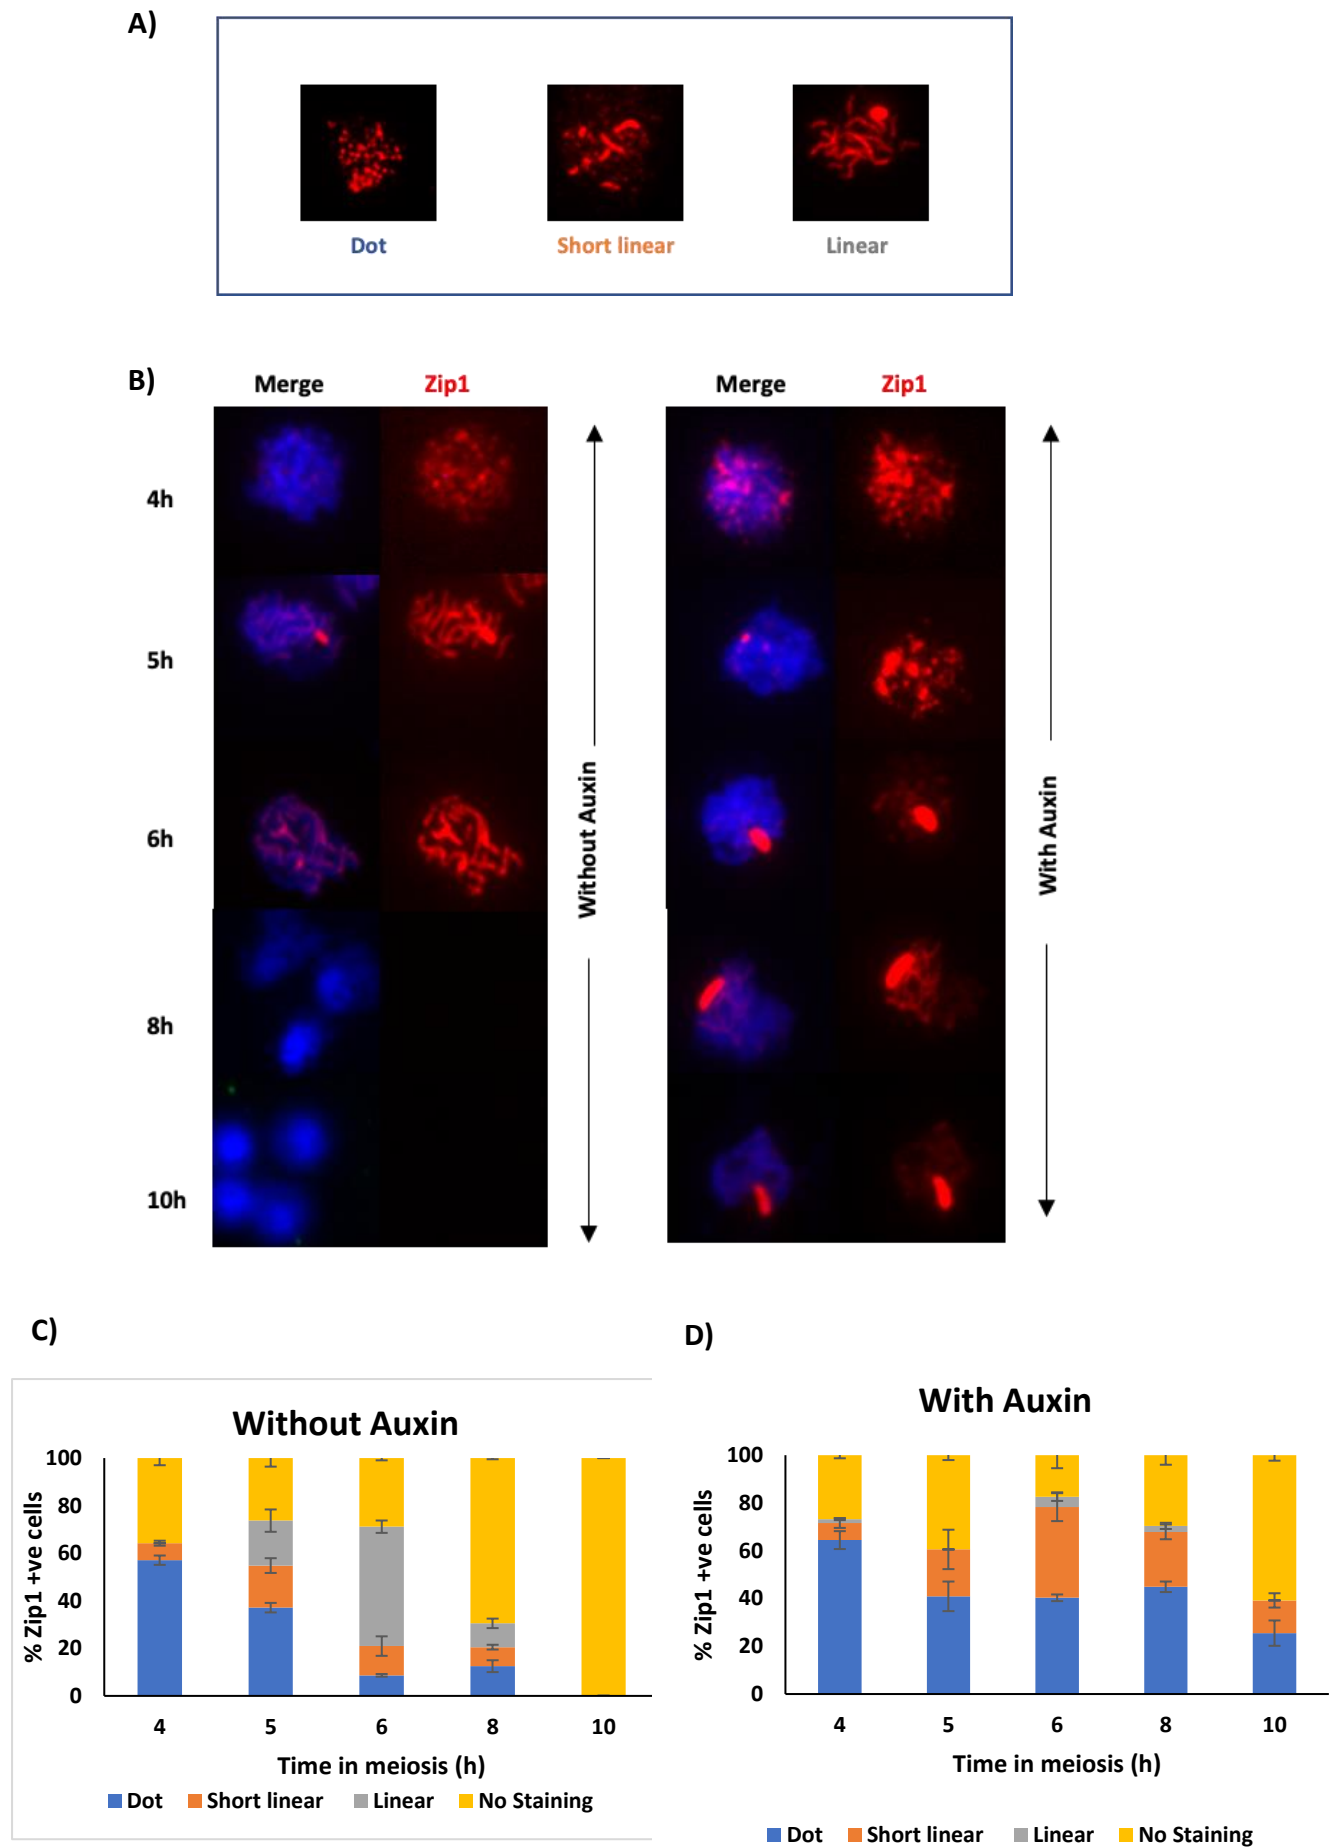 A)
Dot
Short linear
Linear
B)
Merge
Zip1
Merge
Zip1
4h
5h
6h
8h
10h
Without Auxin
With Auxin
C)
Without Auxin
% Zip1 +ve cells
100
80
60
40
20
0
4
5
6
8
10
Time in meiosis (h)
Dot
Short linear
Linear
No Staining
D)
With Auxin
% Zip1 +ve cells
100
80
60
40
20
0
4
5
6
8
10
Time in meiosis (h)
Dot
Short linear
Linear
No Staining